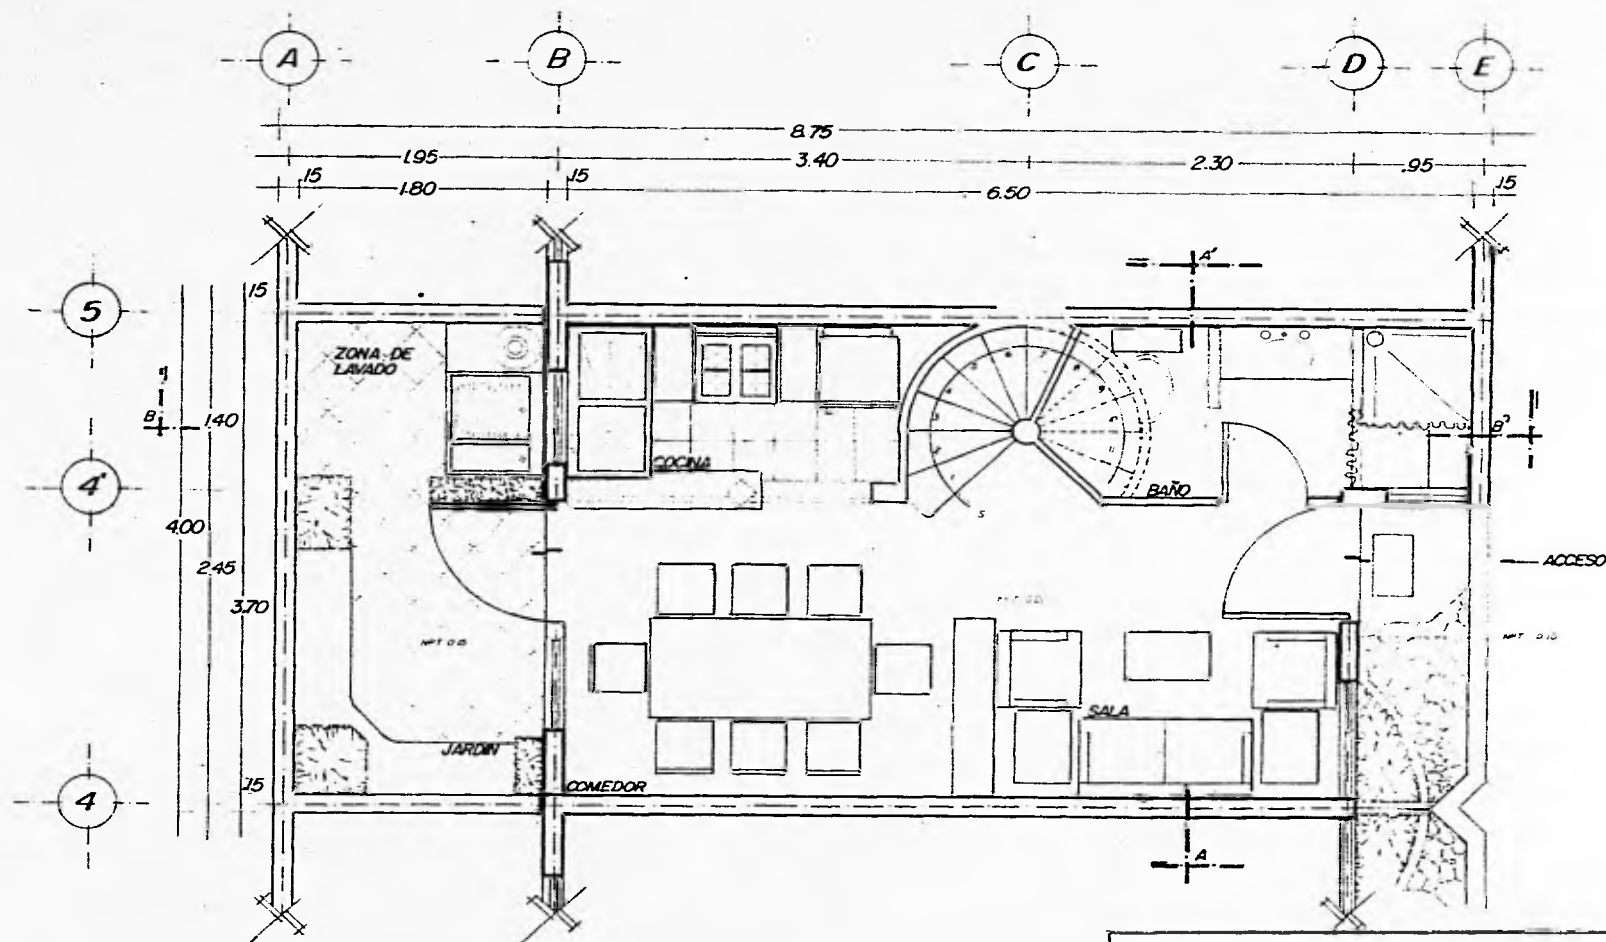 A B C D E
8.75
1.95 3.40 2.30 .95
.15 1.80 .15 6.50 .15
A'
5
.15
ZONA DE
LAVADO
B
1.40
B'
COCINA
4'
BAÑO
S
4.00
ACCESO
2.45
3.70
SALA
JARDIN
.15
COMEDOR
4
A